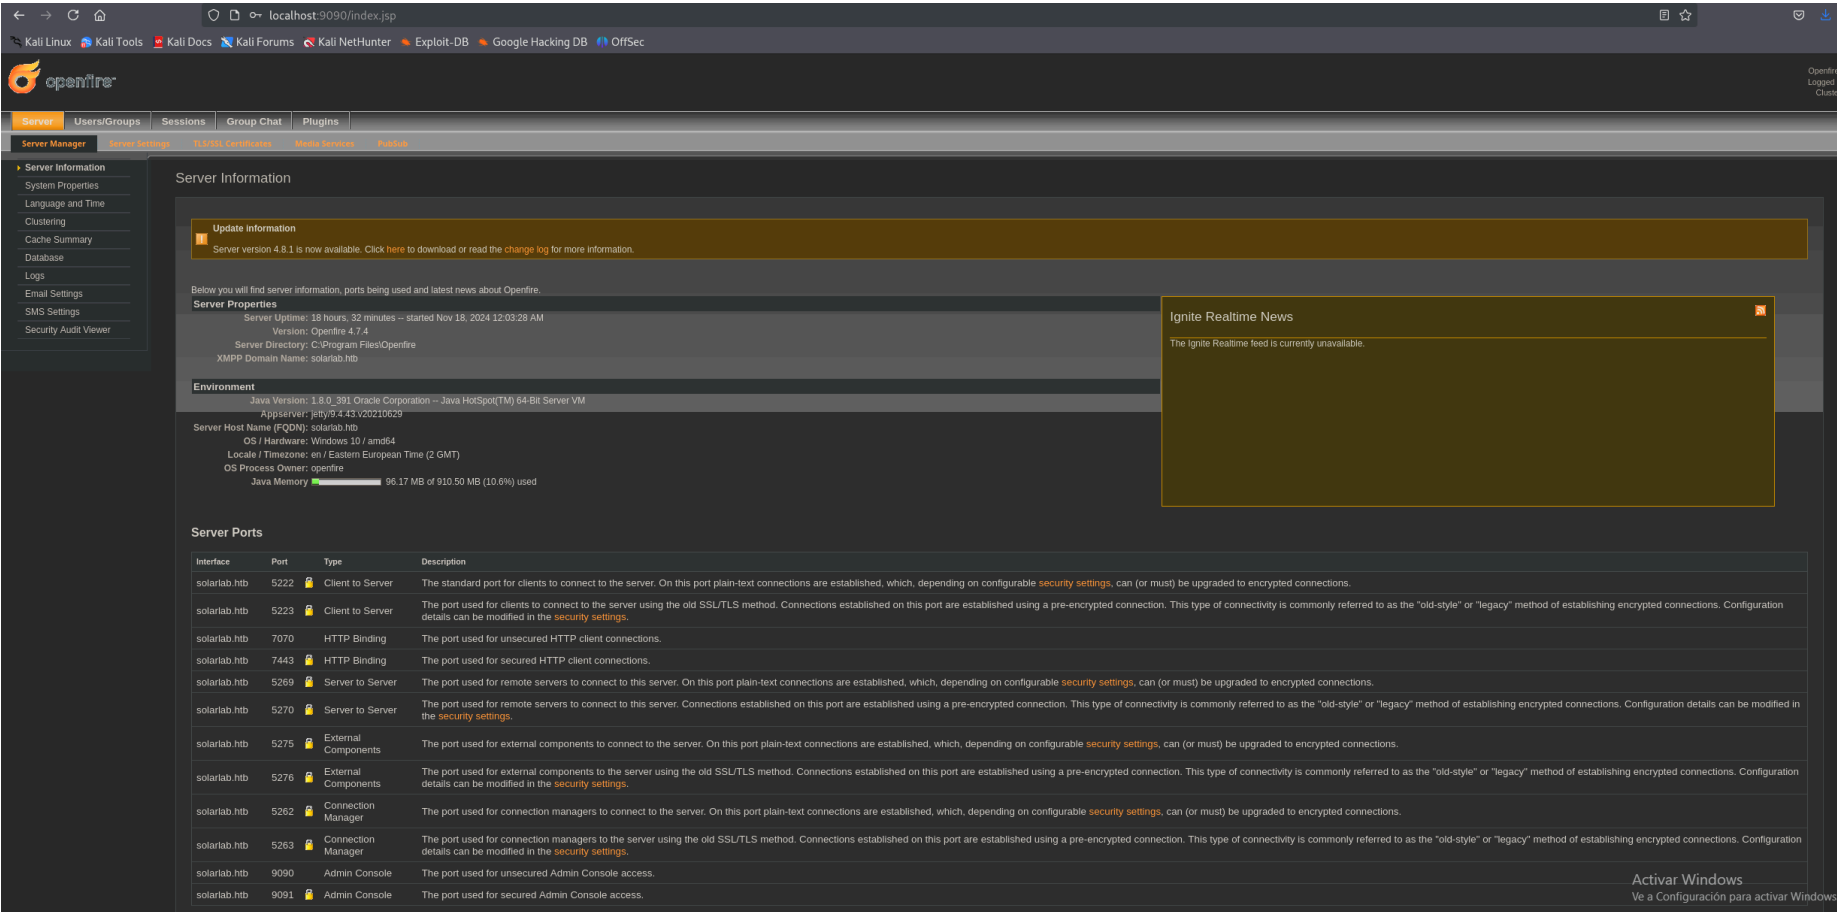 localhost:9090/index.jsp
Kali Linux Kali Tools Kali Docs Kali Forums Kali NetHunter Exploit-DB Google Hacking DB OffSec
openfire™
Openfire
Logged
Cluste
Server Users/Groups Sessions Group Chat Plugins
Server Manager Server Settings TLS/SSL Certificates Media Services PubSub
Server Information
System Properties
Language and Time
Clustering
Cache Summary
Database
Logs
Email Settings
SMS Settings
Security Audit Viewer
Server Information
Update information
Server version 4.8.1 is now available. Click here to download or read the change log for more information.
Below you will find server information, ports being used and latest news about Openfire.
Server Properties
Server Uptime: 18 hours, 32 minutes -- started Nov 18, 2024 12:03:28 AM
Version: Openfire 4.7.4
Server Directory: C:\Program Files\Openfire
XMPP Domain Name: solarlab.htb
Environment
Java Version: 1.8.0_391 Oracle Corporation -- Java HotSpot(TM) 64-Bit Server VM
Appserver: jetty/9.4.43.v20210629
Server Host Name (FQDN): solarlab.htb
OS / Hardware: Windows 10 / amd64
Locale / Timezone: en / Eastern European Time (2 GMT)
OS Process Owner: openfire
Java Memory 96.17 MB of 910.50 MB (10.6%) used
Ignite Realtime News
The Ignite Realtime feed is currently unavailable.
Server Ports
Interface Port Type Description
solarlab.htb 5222 Client to Server The standard port for clients to connect to the server. On this port plain-text connections are established, which, depending on configurable security settings, can (or must) be upgraded to encrypted connections.
solarlab.htb 5223 Client to Server The port used for clients to connect to the server using the old SSL/TLS method. Connections established on this port are established using a pre-encrypted connection. This type of connectivity is commonly referred to as the "old-style" or "legacy" method of establishing encrypted connections. Configuration
details can be modified in the security settings.
solarlab.htb 7070 HTTP Binding The port used for unsecured HTTP client connections.
solarlab.htb 7443 HTTP Binding The port used for secured HTTP client connections.
solarlab.htb 5269 Server to Server The port used for remote servers to connect to this server. On this port plain-text connections are established, which, depending on configurable security settings, can (or must) be upgraded to encrypted connections.
solarlab.htb 5270 Server to Server The port used for remote servers to connect to this server. Connections established on this port are established using a pre-encrypted connection. This type of connectivity is commonly referred to as the "old-style" or "legacy" method of establishing encrypted connections. Configuration details can be modified in
the security settings.
solarlab.htb 5275 External Components The port used for external components to connect to the server. On this port plain-text connections are established, which, depending on configurable security settings, can (or must) be upgraded to encrypted connections.
solarlab.htb 5276 External Components The port used for external components to the server using the old SSL/TLS method. Connections established on this port are established using a pre-encrypted connection. This type of connectivity is commonly referred to as the "old-style" or "legacy" method of establishing encrypted connections. Configuration
details can be modified in the security settings.
solarlab.htb 5262 Connection Manager The port used for connection managers to connect to the server. On this port plain-text connections are established, which, depending on configurable security settings, can (or must) be upgraded to encrypted connections.
solarlab.htb 5263 Connection Manager The port used for connection managers to the server using the old SSL/TLS method. Connections established on this port are established using a pre-encrypted connection. This type of connectivity is commonly referred to as the "old-style" or "legacy" method of establishing encrypted connections. Configuration
details can be modified in the security settings.
solarlab.htb 9090 Admin Console The port used for unsecured Admin Console access.
solarlab.htb 9091 Admin Console The port used for secured Admin Console access.
Activar Windows
Ve a Configuración para activar Windows